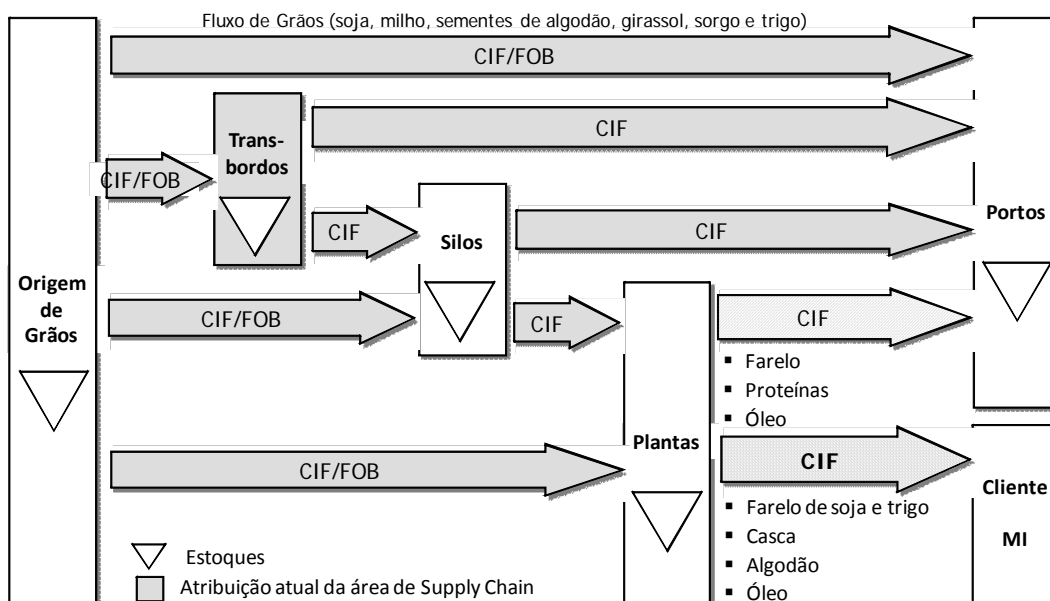 Fluxo de Grãos (soja, milho, sementes de algodão, girassol, sorgo e trigo)
CIF/FOB
CIF
Trans-
bordos
CIF/FOB
CIF
Silos
CIF
Portos
Origem
de
Grãos
CIF/FOB
CIF
CIF
▪ Farelo
▪ Proteínas
▪ Óleo
Plantas
CIF/FOB
CIF
Cliente
MI
▪ Farelo de soja e trigo
▪ Casca
▪ Algodão
▪ Óleo
Estoques
Atribuição atual da área de Supply Chain